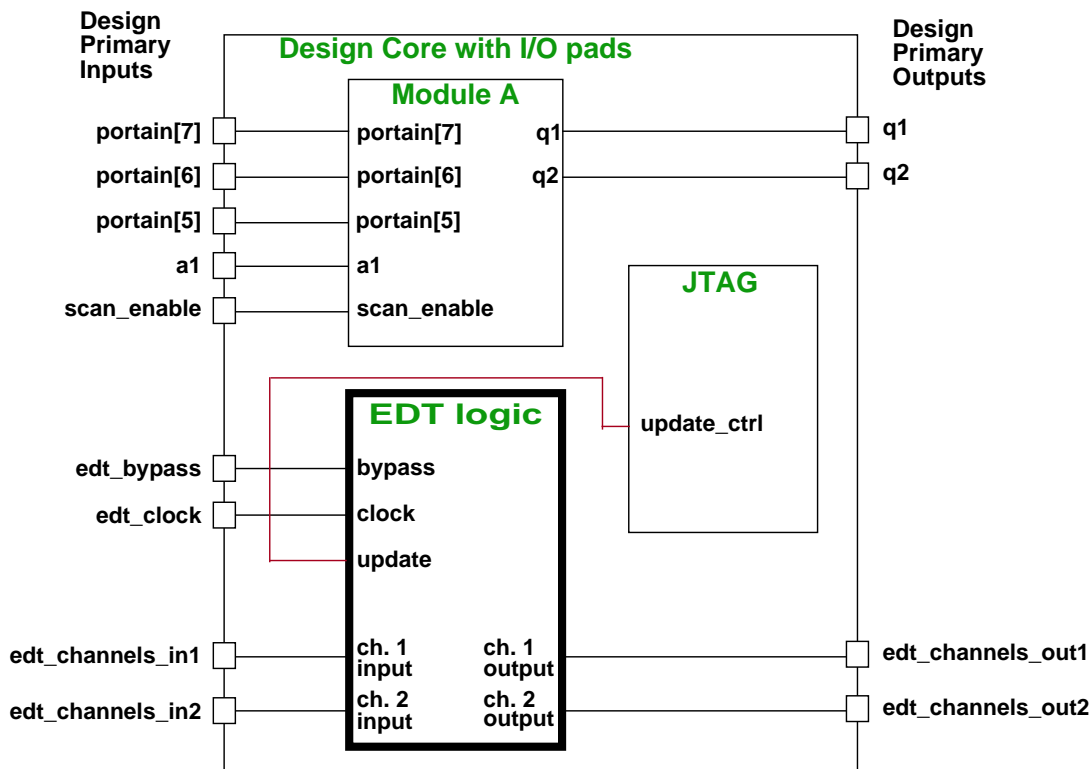 Design
Primary
Inputs
Design
Primary
Outputs
Design Core with I/O pads
Module A
portain[7]
portain[7]
q1
q1
portain[6]
portain[6]
q2
q2
portain[5]
portain[5]
a1
a1
scan_enable
scan_enable
JTAG
update_ctrl
EDT logic
edt_bypass
bypass
edt_clock
clock
update
edt_channels_in1
ch. 1
input
ch. 1
output
edt_channels_out1
edt_channels_in2
ch. 2
input
ch. 2
output
edt_channels_out2